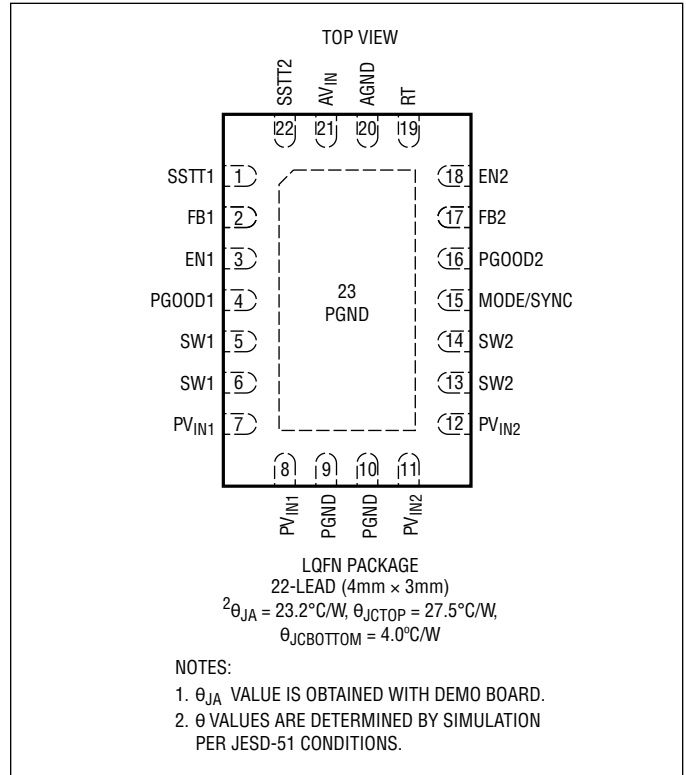 TOP VIEW
SSTT2
AVIN
AGND
RT
22
21
20
19
SSTT1 1
18 EN2
FB1 2
17 FB2
EN1 3
16 PGOOD2
PGOOD1 4
15 MODE/SYNC
23
PGND
SW1 5
14 SW2
SW1 6
13 SW2
PVIN1 7
12 PVIN2
8
9
10
11
PVIN1
PGND
PGND
PVIN2
LQFN PACKAGE
22-LEAD (4mm × 3mm)
2θJA = 23.2°C/W, θJCTOP = 27.5°C/W,
θJCBOTTOM = 4.0ºC/W
NOTES:
1. θJA VALUE IS OBTAINED WITH DEMO BOARD.
2. θ VALUES ARE DETERMINED BY SIMULATION
PER JESD-51 CONDITIONS.